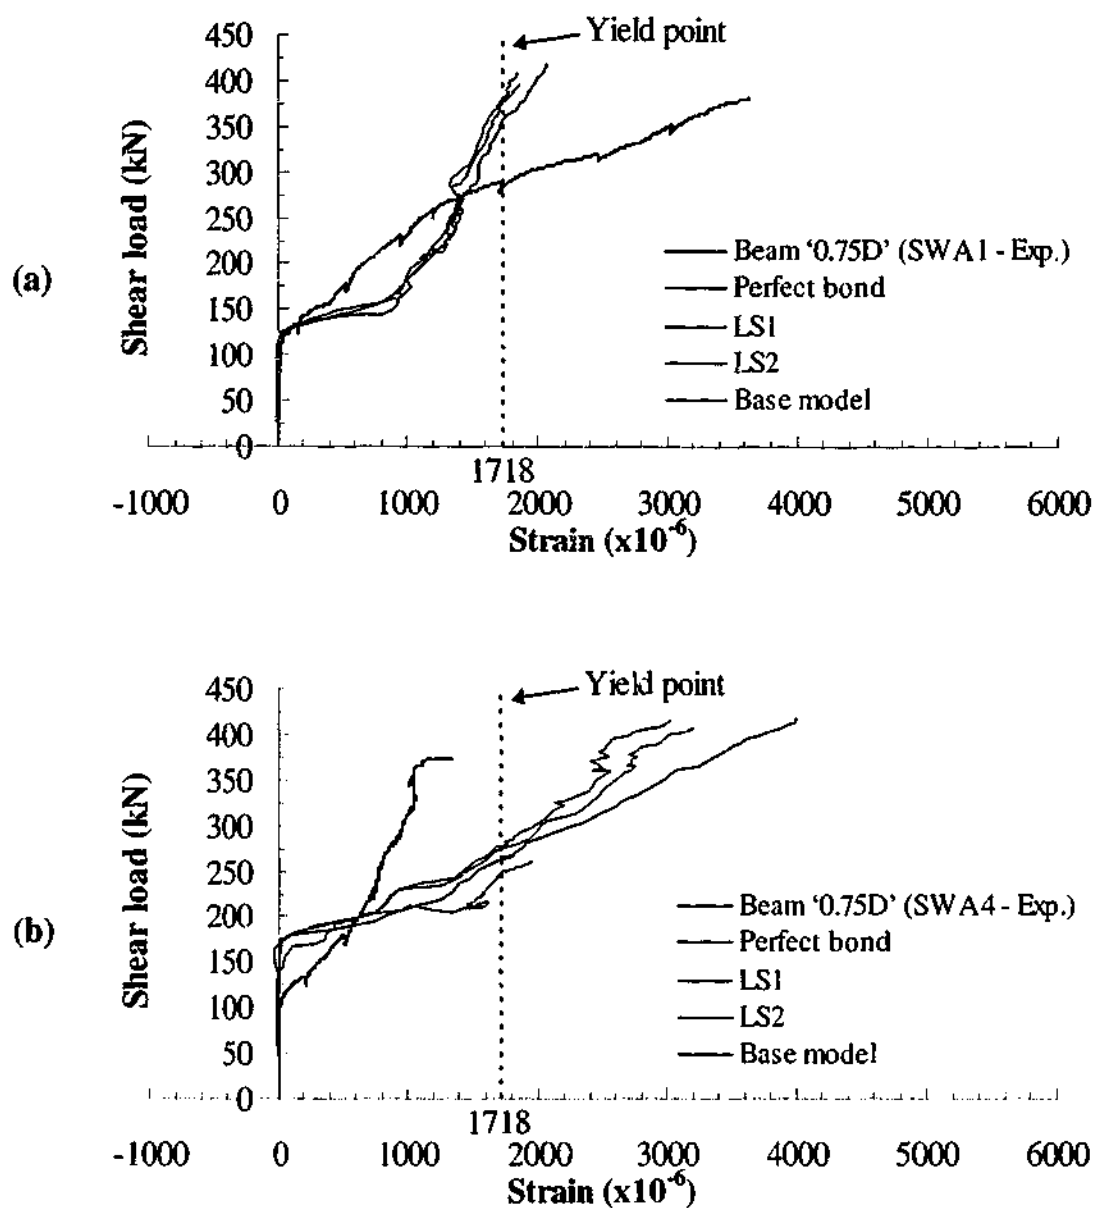 (a)
Shear load (kN)
450
400
350
300
250
200
150
100
50
0
Yield point
Beam '0.75D' (SWA1 - Exp.)
Perfect bond
LS1
LS2
Base model
1718
-1000 0 1000 2000 3000 4000 5000 6000
Strain (x10⁻⁶)
(b)
Shear load (kN)
450
400
350
300
250
200
150
100
50
0
Yield point
Beam '0.75D' (SWA4 - Exp.)
Perfect bond
LS1
LS2
Base model
1718
-1000 0 1000 2000 3000 4000 5000 6000
Strain (x10⁻⁶)